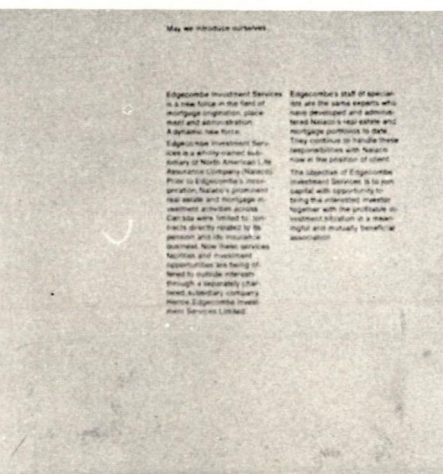 May we introduce ourselves.
Edgecombe Investment Services
is a new force in the field of
mortgage origination, place
ment and administration.
A dynamic new force.
Edgecombe Investment Serv-
ices is a wholly-owned sub-
sidiary of North American Life
Assurance Company (Nalaco).
Prior to Edgecombe's incor-
poration, Nalaco's prominent
real estate and mortgage in-
vestment activities across
Canada were limited to con-
tracts directly related to its
pension and life insurance
business. Now these services
facilities and investment
opportunities are being of-
fered to outside interests
through a separately char-
tered subsidiary company.
Hence, Edgecombe Invest-
ment Services Limited.
Edgecombe's staff of special-
ists are the same experts who
have developed and adminis-
tered Nalaco's real estate and
mortgage portfolios to date.
They continue to handle these
responsibilities with Nalaco
now in the position of client.
The objective of Edgecombe
Investment Services is to join
capital with opportunity to
bring the interested investor
together with the profitable in-
vestment situation in a mean-
ingful and mutually beneficial
association.